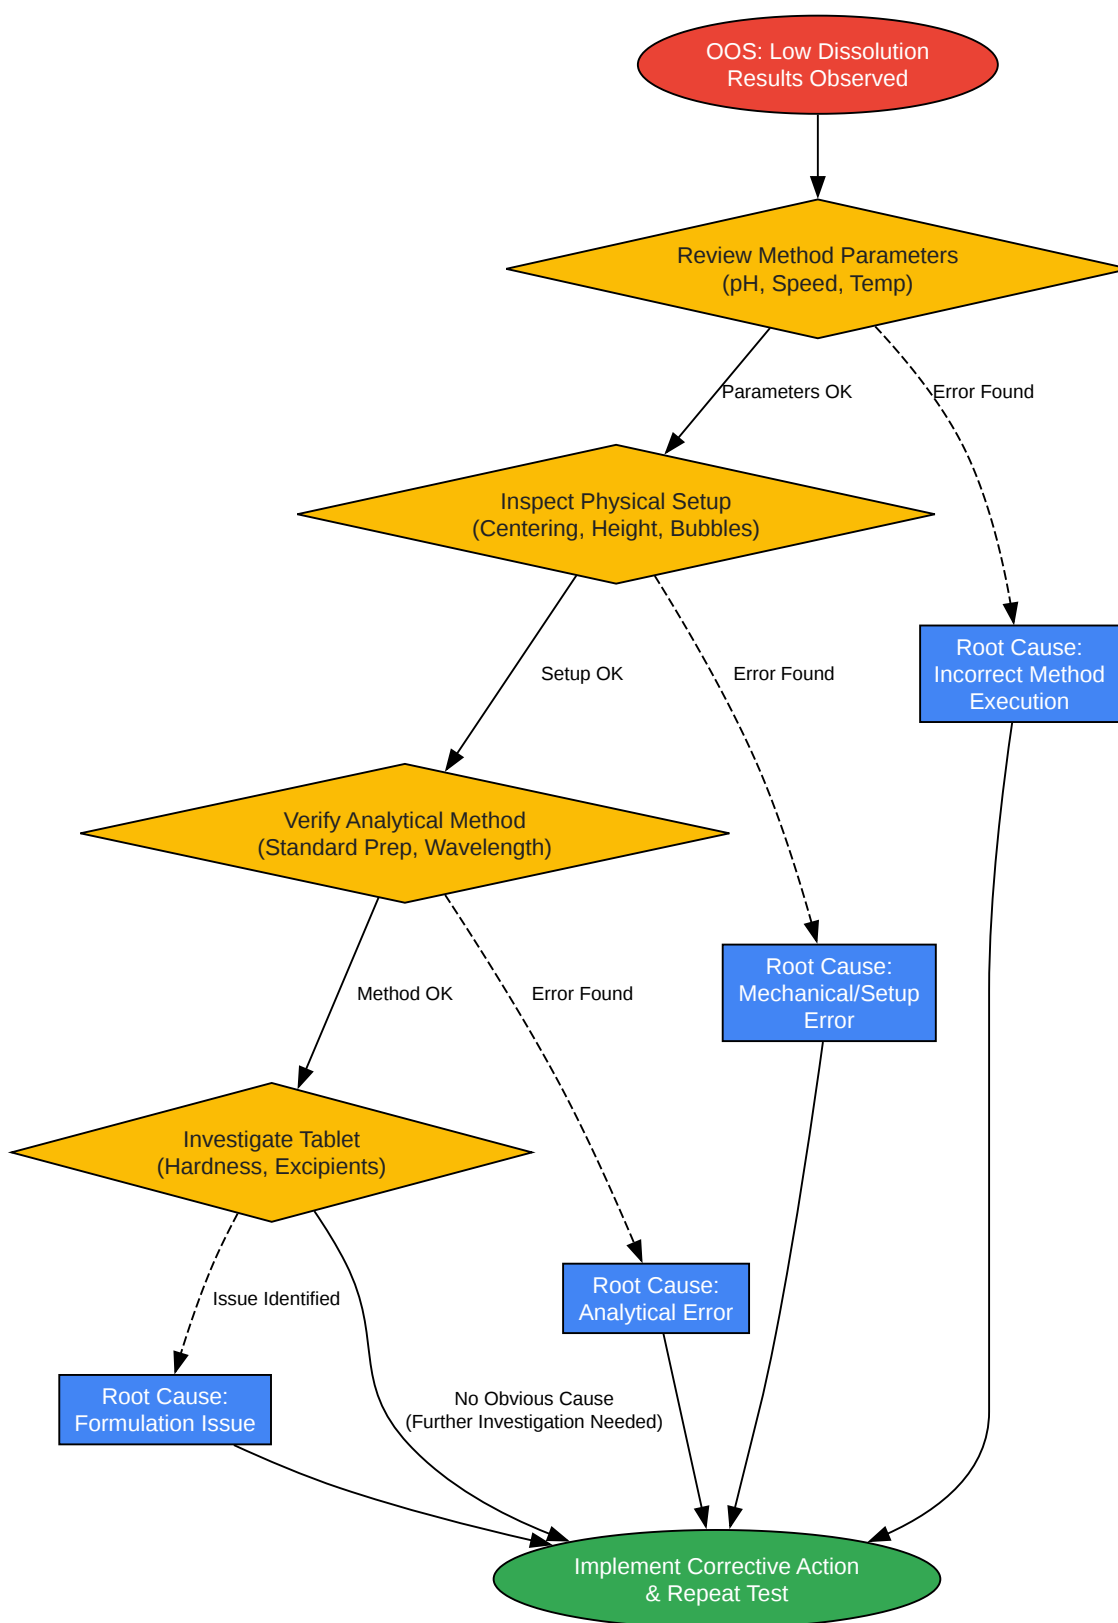 OOS: Low Dissolution
Results Observed
Review Method Parameters
(pH, Speed, Temp)
Parameters OK
Error Found
Inspect Physical Setup
(Centering, Height, Bubbles)
Root Cause:
Incorrect Method
Execution
Setup OK
Error Found
Verify Analytical Method
(Standard Prep, Wavelength)
Root Cause:
Mechanical/Setup
Error
Method OK
Error Found
Investigate Tablet
(Hardness, Excipients)
Root Cause:
Analytical Error
Issue Identified
Root Cause:
Formulation Issue
No Obvious Cause
(Further Investigation Needed)
Implement Corrective Action
& Repeat Test